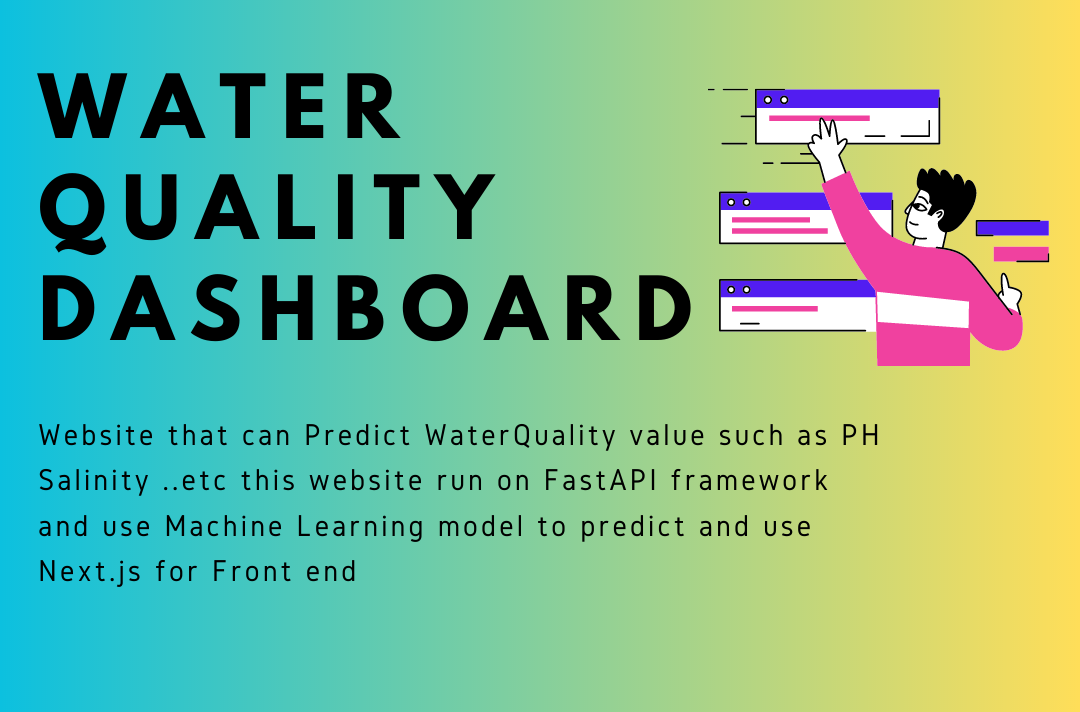 WATER
QUALITY
DASHBOARD
Website that can Predict WaterQuality value such as PH
Salinity ..etc this website run on FastAPI framework
and use Machine Learning model to predict and use
Next.js for Front end